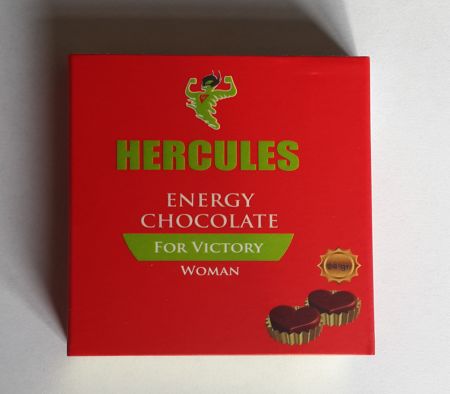 HERCULES
ENERGY
CHOCOLATE
FOR VICTORY
WOMAN